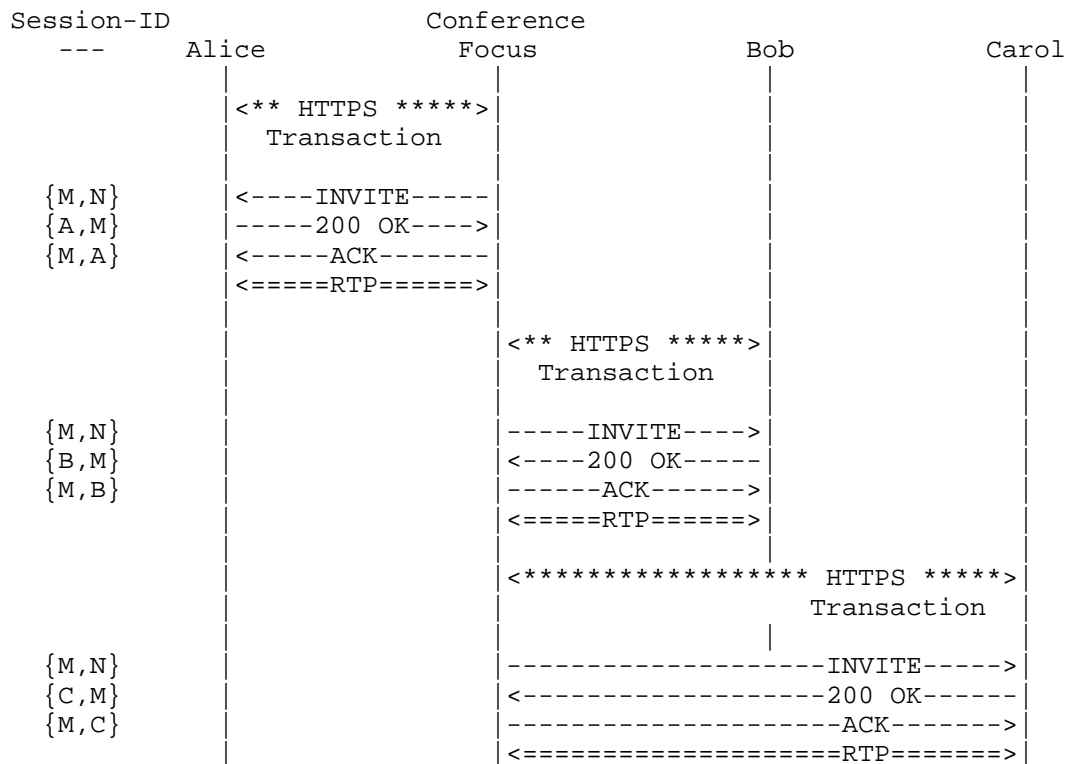 Session-ID                Conference
   ---     Alice            Focus             Bob            Carol
             |                |                |               |
             |<** HTTPS *****>|                |               |
             |  Transaction   |                |               |
             |                |                |               |
  {M,N}      |<----INVITE-----|                |               |
  {A,M}      |-----200 OK---->|                |               |
  {M,A}      |<-----ACK-------|                |               |
             |<=====RTP======>|                |               |
             |                |                |               |
             |                |<** HTTPS *****>|               |
             |                |  Transaction   |               |
             |                |                |               |
  {M,N}      |                |-----INVITE---->|               |
  {B,M}      |                |<----200 OK-----|               |
  {M,B}      |                |------ACK------>|               |
             |                |<=====RTP======>|               |
             |                |                |               |
             |                |<****************** HTTPS *****>|
             |                |                   Transaction  |
             |                |                |               |
  {M,N}      |                |--------------------INVITE----->|
  {C,M}      |                |<-------------------200 OK------|
  {M,C}      |                |---------------------ACK------->|
             |                |<====================RTP=======>|